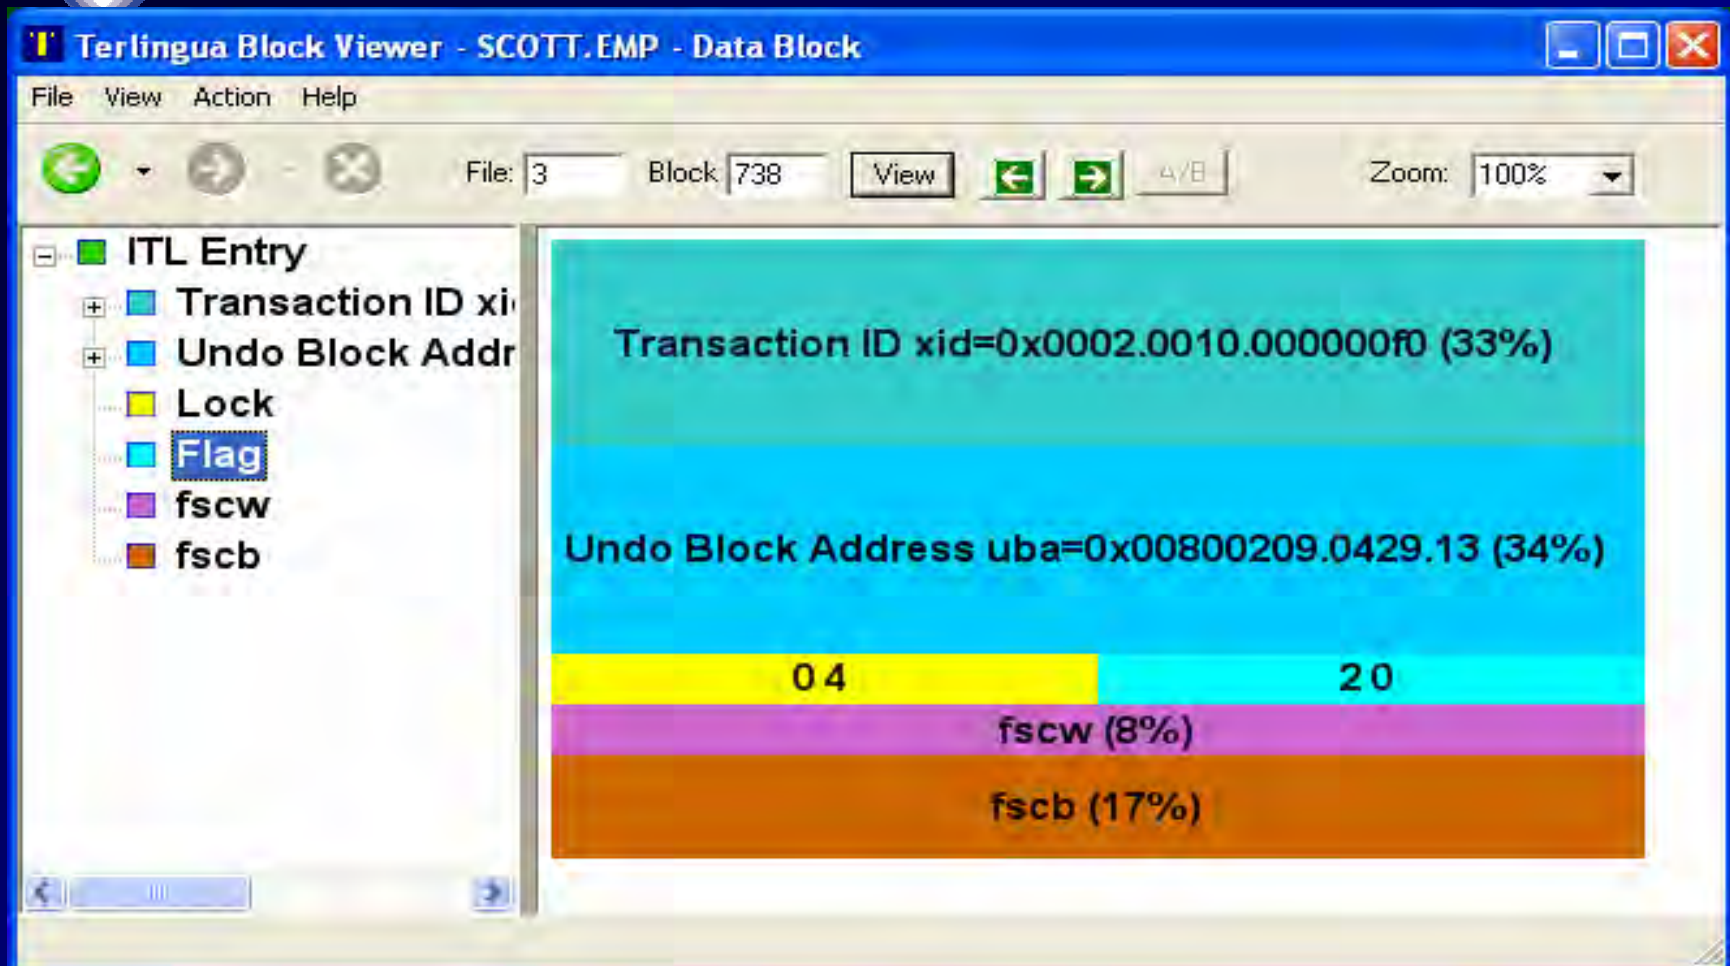 Terlingua Block Viewer - SCOTT.EMP - Data Block
File View Action Help
File: 3 Block 738 View A/B Zoom: 100%
ITL Entry
Transaction ID xi
Undo Block Addr
Lock
Flag
fscw
fscb
Transaction ID xid=0x0002.0010.000000f0 (33%)
Undo Block Address uba=0x00800209.0429.13 (34%)
04 20
fscw (8%)
fscb (17%)